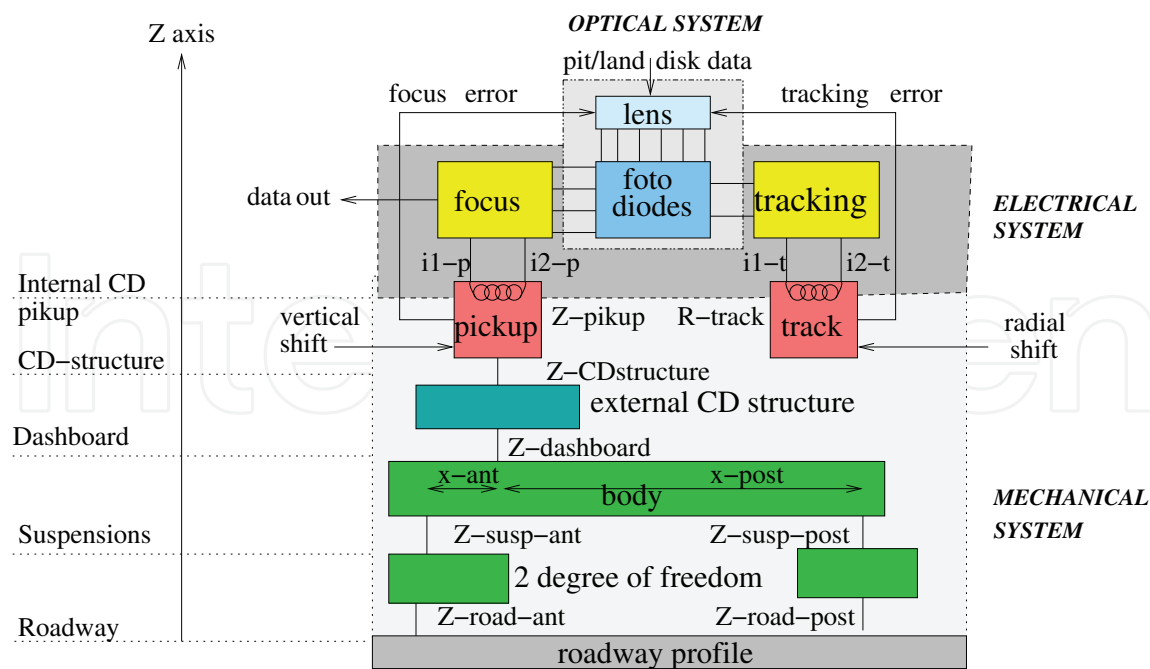 OPTICAL SYSTEM
Z axis
pit/land disk data
focus error
tracking error
lens
foto
diodes
focus
tracking
data out
ELECTRICAL
SYSTEM
i1-p
i2-p
i1-t
i2-t
Internal CD
pikup
vertical
shift
pickup
Z-pikup
R-track
track
radial
shift
CD-structure
Z-CDstructure
external CD structure
Dashboard
Z-dashboard
x-ant
x-post
body
MECHANICAL
SYSTEM
Suspensions
Z-susp-ant
Z-susp-post
2 degree of freedom
Z-road-ant
Z-road-post
Roadway
roadway profile